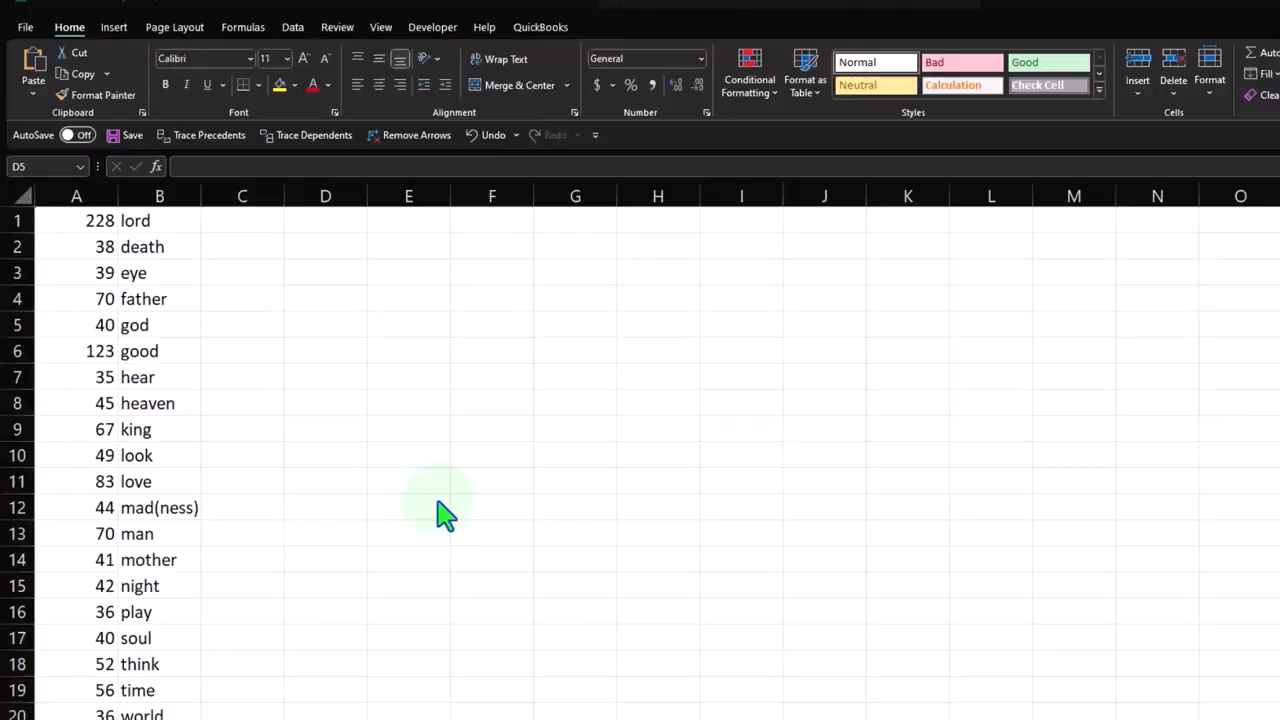 File Home Insert Page Layout Formulas Data Review View Developer Help QuickBooks
Paste Cut Copy Format Painter Clipboard
Calibri 11 B I U Font
Wrap Text Merge & Center Alignment
General $ % Number
Conditional Formatting Format as Table
Normal Bad Good
Neutral Calculation Check Cell
Styles
Insert Delete Format Cells
Auto
Fill
Clea
AutoSave Off Save Trace Precedents Trace Dependents Remove Arrows Undo Redo
D5 fx
A B C D E F G H I J K L M N O
1 228 lord
2 38 death
3 39 eye
4 70 father
5 40 god
6 123 good
7 35 hear
8 45 heaven
9 67 king
10 49 look
11 83 love
12 44 mad(ness)
13 70 man
14 41 mother
15 42 night
16 36 play
17 40 soul
18 52 think
19 56 time
20 36 world